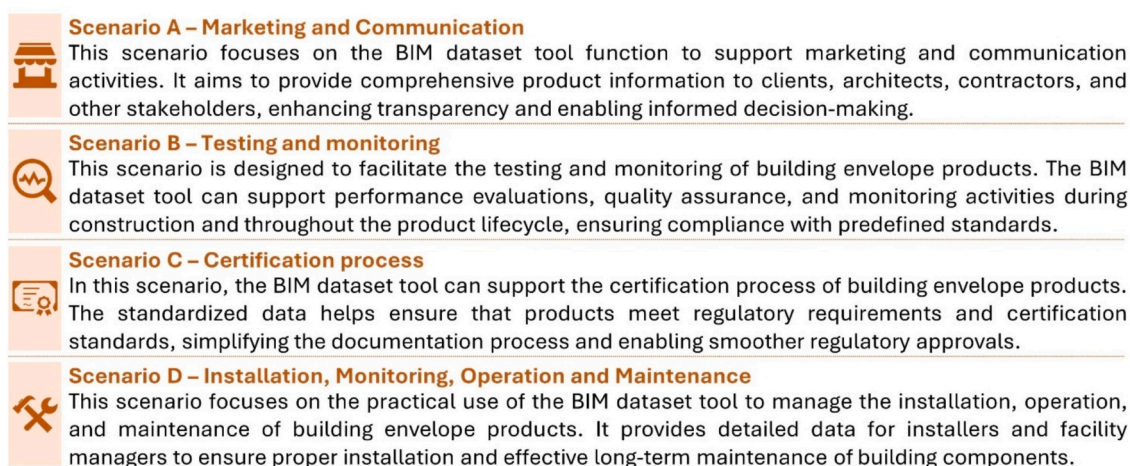 Scenario A – Marketing and Communication
This scenario focuses on the BIM dataset tool function to support marketing and communication
activities. It aims to provide comprehensive product information to clients, architects, contractors, and
other stakeholders, enhancing transparency and enabling informed decision-making.
Scenario B – Testing and monitoring
This scenario is designed to facilitate the testing and monitoring of building envelope products. The BIM
dataset tool can support performance evaluations, quality assurance, and monitoring activities during
construction and throughout the product lifecycle, ensuring compliance with predefined standards.
Scenario C – Certification process
In this scenario, the BIM dataset tool can support the certification process of building envelope products.
The standardized data helps ensure that products meet regulatory requirements and certification
standards, simplifying the documentation process and enabling smoother regulatory approvals.
Scenario D – Installation, Monitoring, Operation and Maintenance
This scenario focuses on the practical use of the BIM dataset tool to manage the installation, operation,
and maintenance of building envelope products. It provides detailed data for installers and facility
managers to ensure proper installation and effective long-term maintenance of building components.